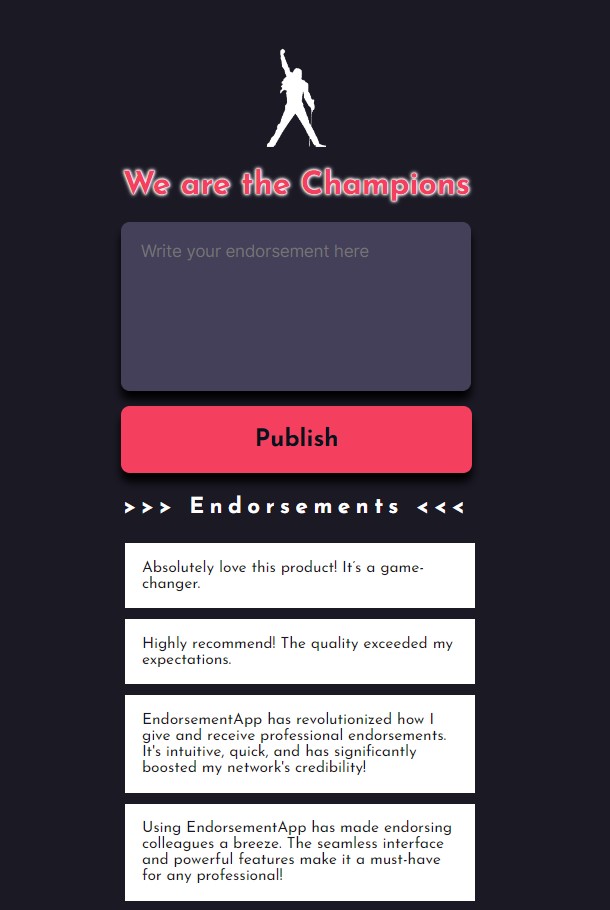 We are the Champions
Write your endorsement here
Publish
>>> Endorsements <<<
Absolutely love this product! It's a game-
changer.
Highly recommend! The quality exceeded my
expectations.
EndorsementApp has revolutionized how I
give and receive professional endorsements.
It's intuitive, quick, and has significantly
boosted my network's credibility!
Using EndorsementApp has made endorsing
colleagues a breeze. The seamless interface
and powerful features make it a must-have
for any professional!